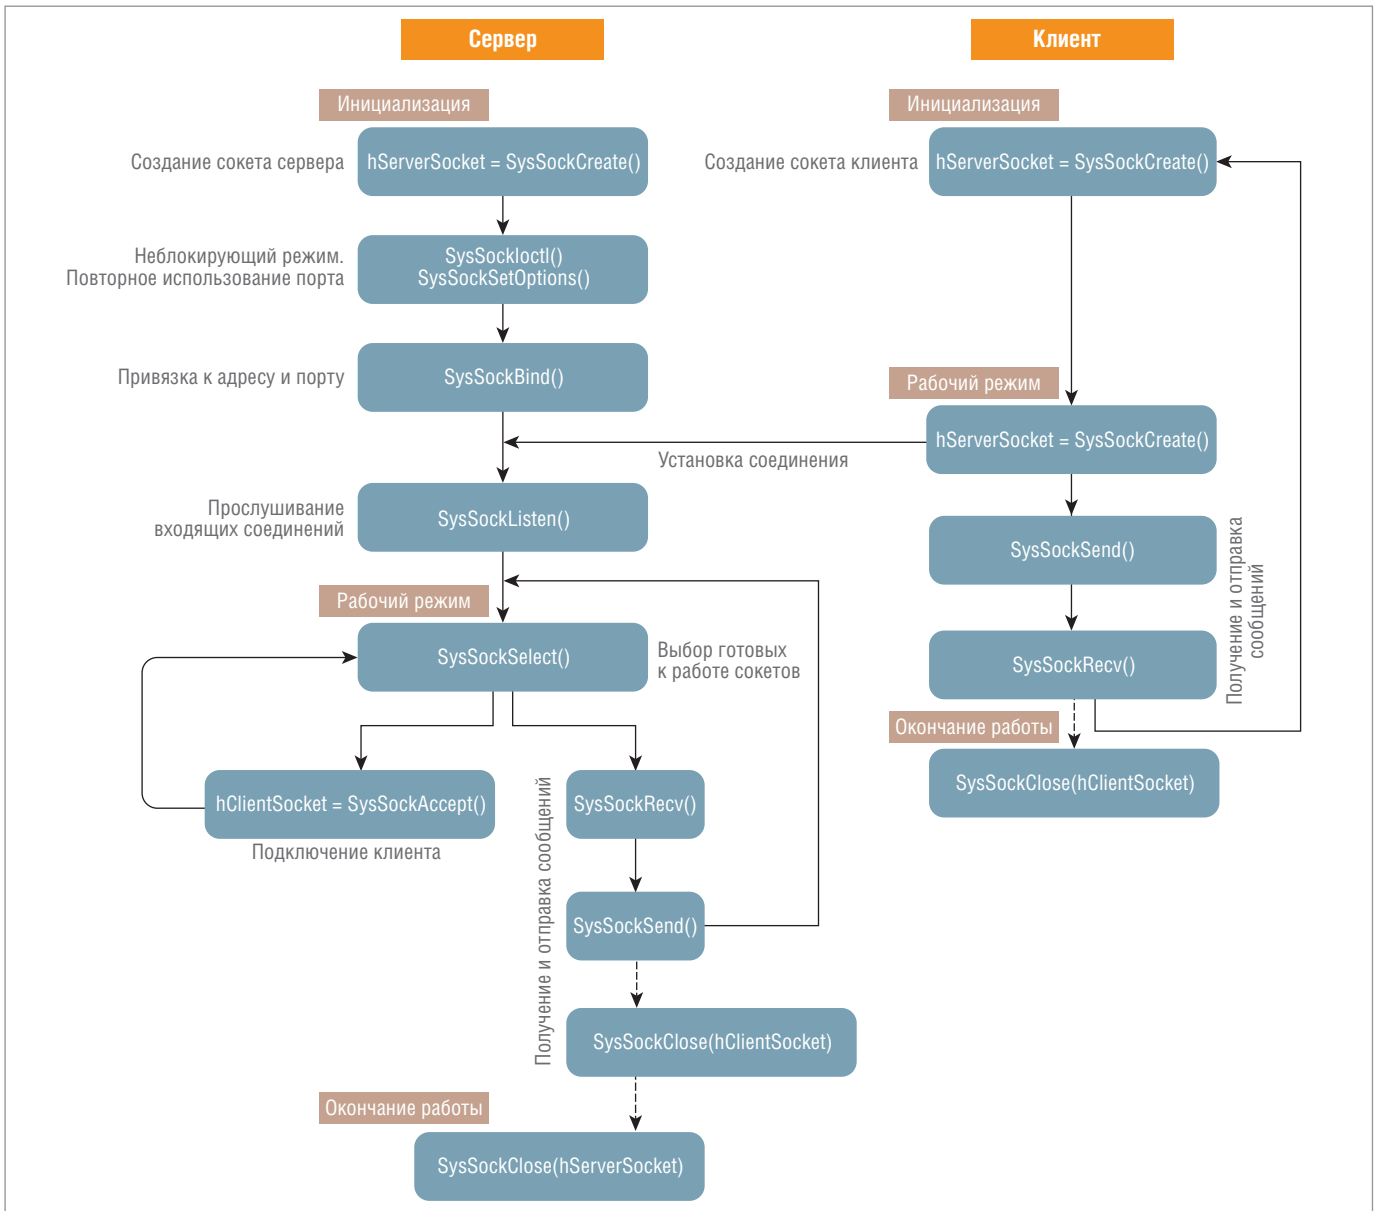 Сервер
Инициализация
Создание сокета сервера
hServerSocket = SysSockCreate()
Неблокирующий режим.
Повторное использование порта
SysSockIoctl()
SysSockSetOptions()
Привязка к адресу и порту
SysSockBind()
Установка соединения
Прослушивание
входящих соединений
SysSockListen()
Рабочий режим
SysSockSelect()
Выбор готовых
к работе сокетов
hClientSocket = SysSockAccept()
Подключение клиента
SysSockRecv()
SysSockSend()
Получение и отправка сообщений
SysSockClose(hClientSocket)
Окончание работы
SysSockClose(hServerSocket)
Клиент
Инициализация
Создание сокета клиента
hServerSocket = SysSockCreate()
Рабочий режим
hServerSocket = SysSockCreate()
SysSockSend()
SysSockRecv()
Получение и отправка
сообщений
Окончание работы
SysSockClose(hClientSocket)